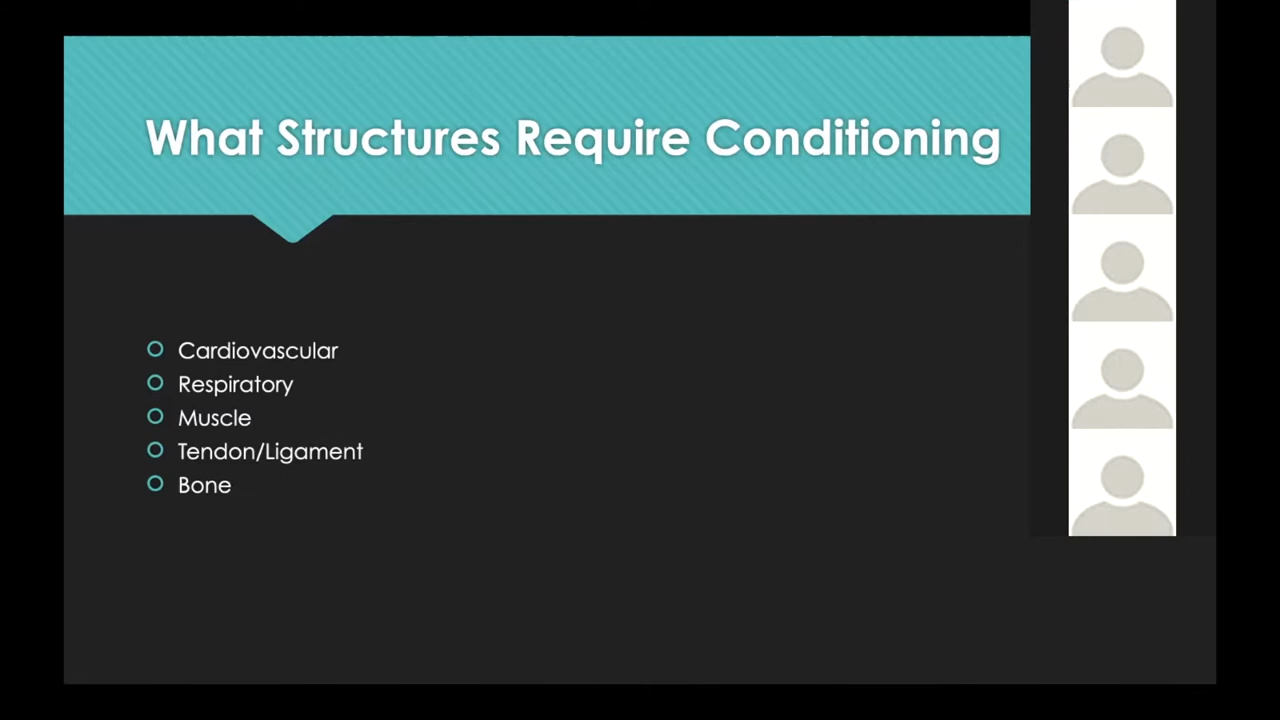 What Structures Require Conditioning
Cardiovascular
Respiratory
Muscle
Tendon/Ligament
Bone